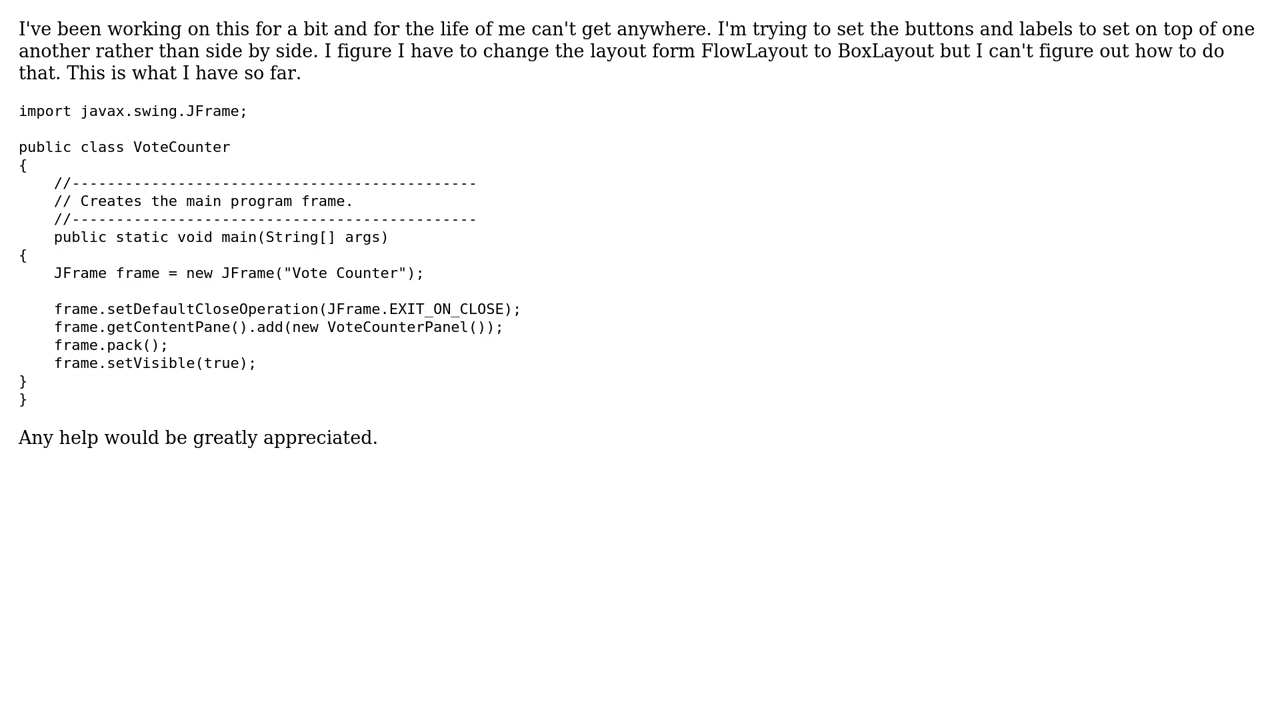 I've been working on this for a bit and for the life of me can't get anywhere. I'm trying to set the buttons and labels to set on top of one
another rather than side by side. I figure I have to change the layout form FlowLayout to BoxLayout but I can't figure out how to do
that. This is what I have so far.
import javax.swing.JFrame;
public class VoteCounter
{
    //----------------------------------------------
    // Creates the main program frame.
    //----------------------------------------------
    public static void main(String[] args)
{
    JFrame frame = new JFrame("Vote Counter");
    frame.setDefaultCloseOperation(JFrame.EXIT_ON_CLOSE);
    frame.getContentPane().add(new VoteCounterPanel());
    frame.pack();
    frame.setVisible(true);
}
}
Any help would be greatly appreciated.